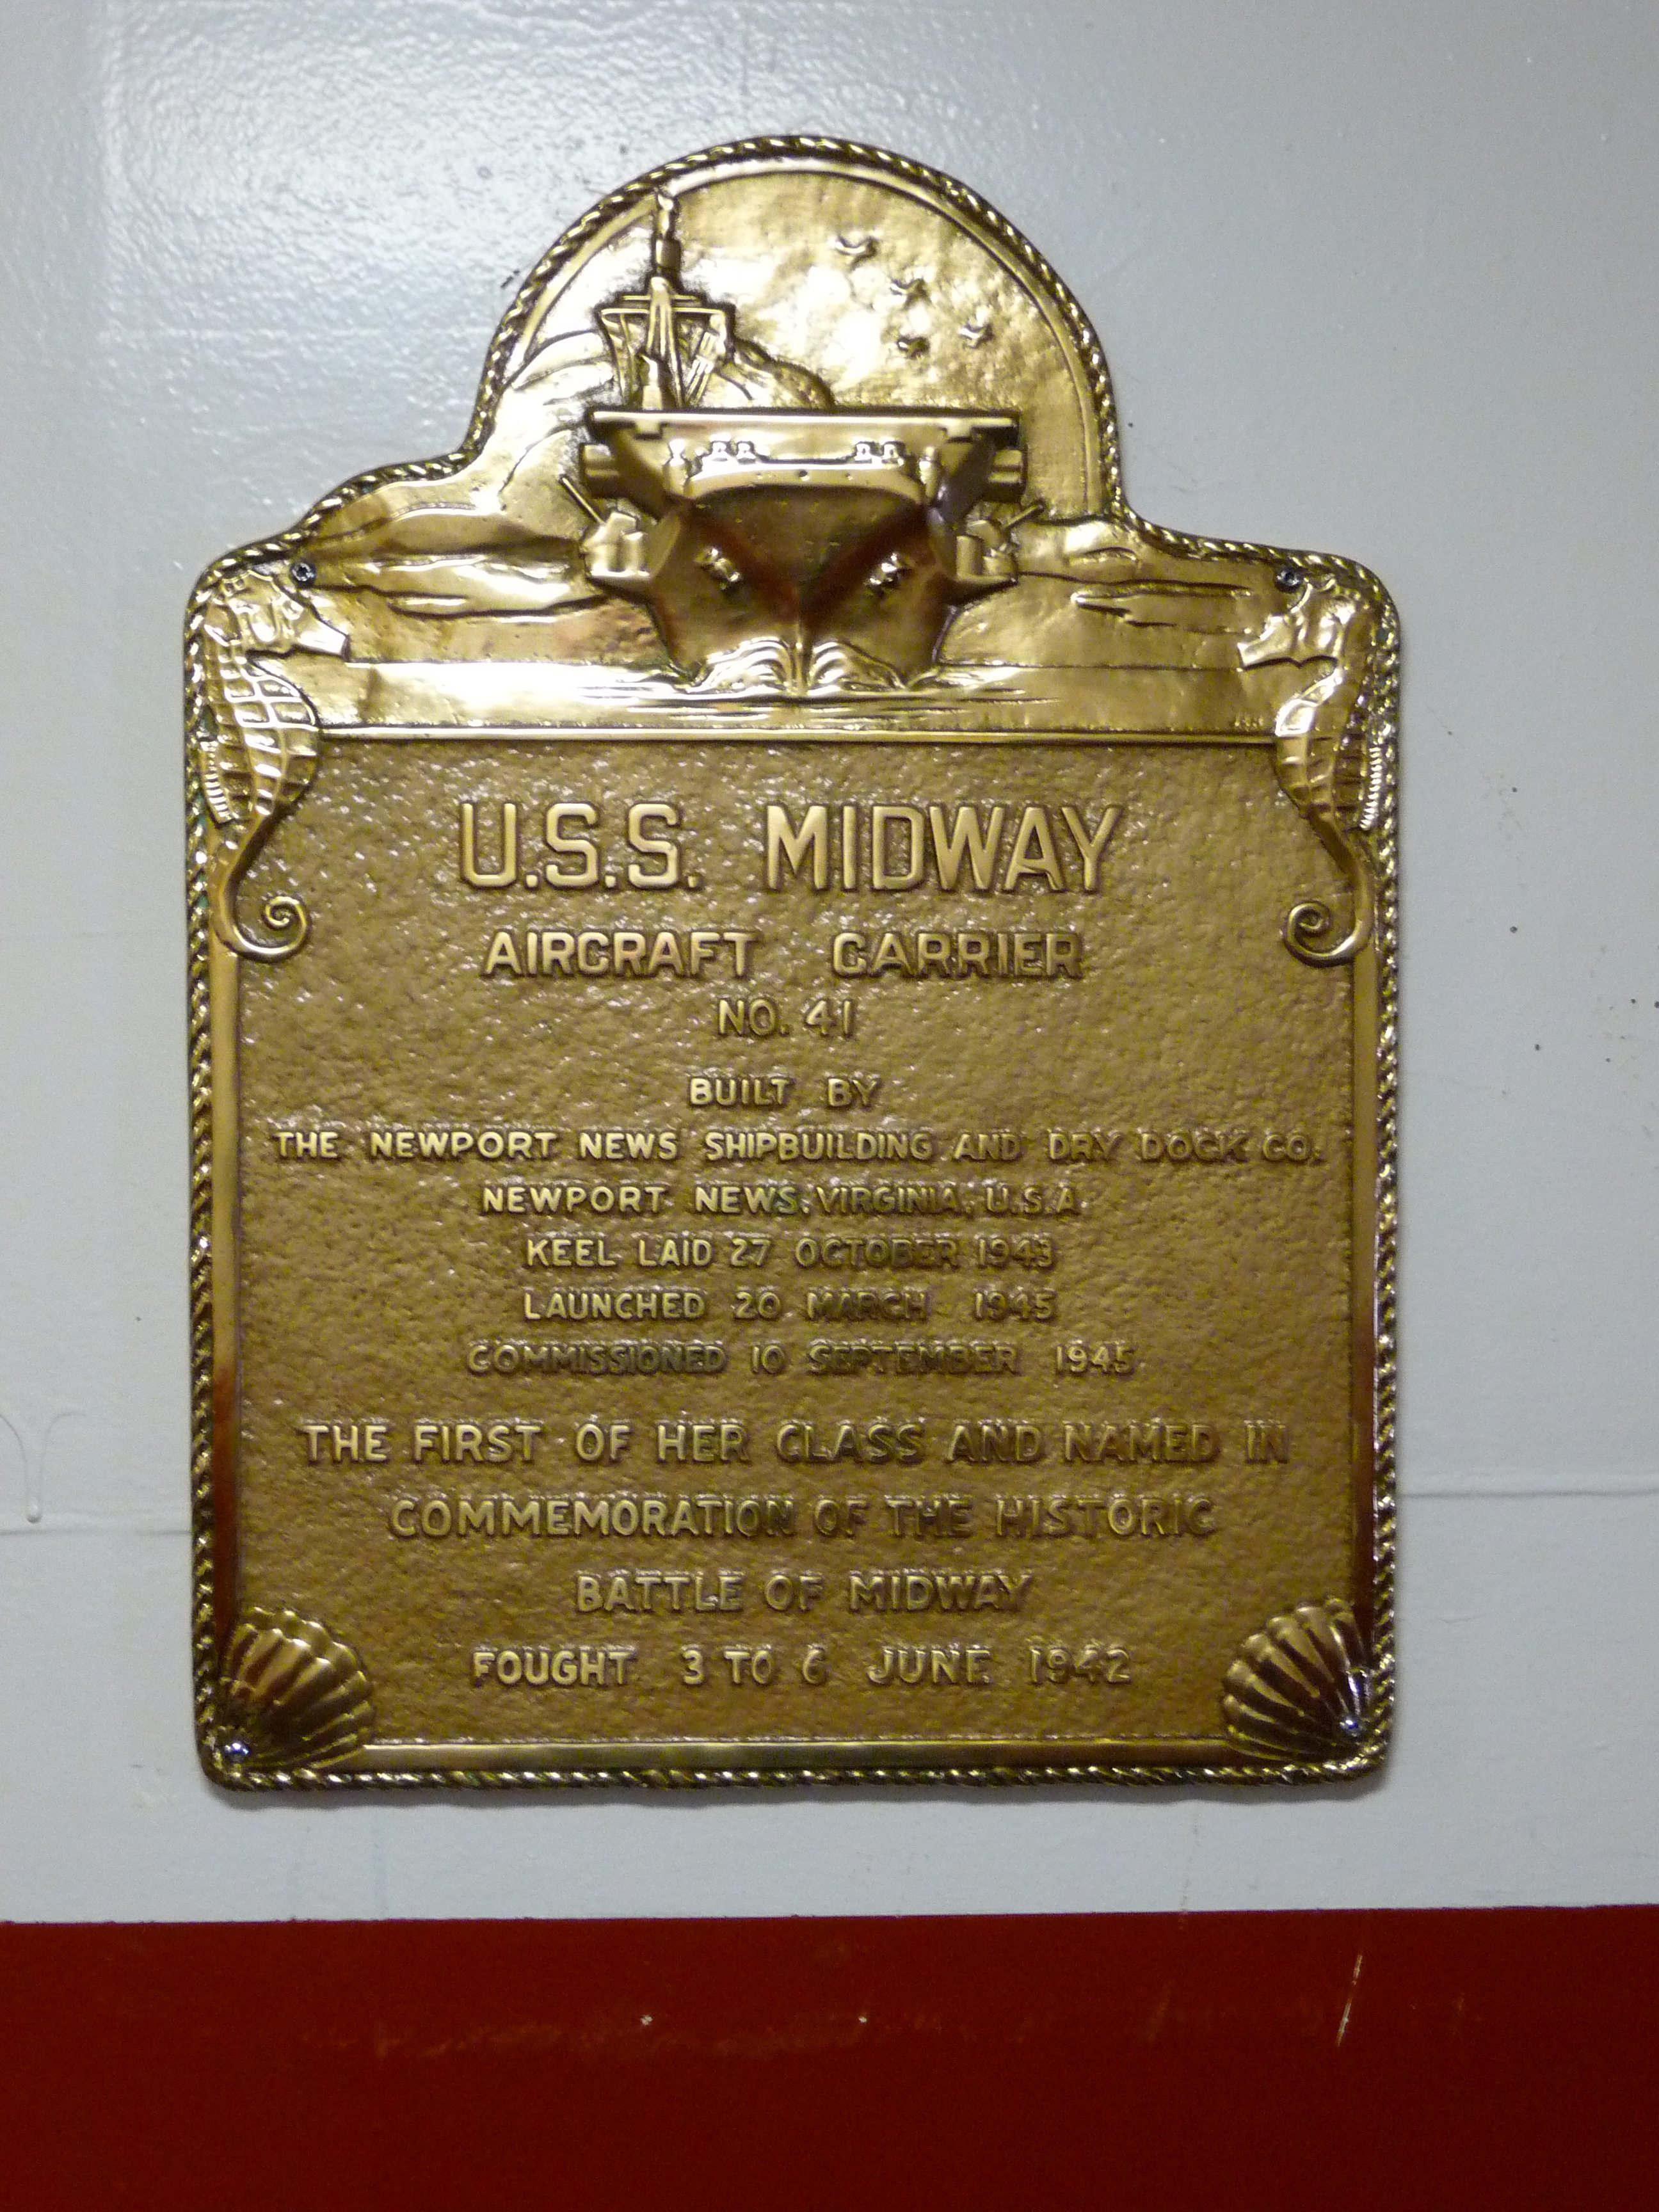 U.S.S. MIDWAY
AIRCRAFT CARRIER
NO. 41
BUILT BY
THE NEWPORT NEWS SHIPBUILDING AND DRY DOCK CO.
NEWPORT NEWS, VIRGINIA, U.S.A.
KEEL LAID 27 OCTOBER 1943
LAUNCHED 20 MARCH 1945
COMMISSIONED 10 SEPTEMBER 1945
THE FIRST OF HER CLASS AND NAMED IN
COMMEMORATION OF THE HISTORIC
BATTLE OF MIDWAY
FOUGHT 3 TO 6 JUNE 1942